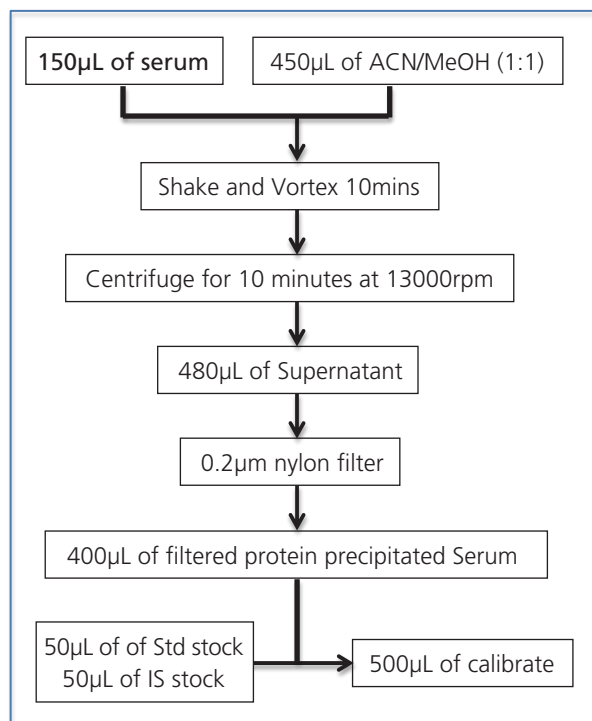 150µL of serum
450µL of ACN/MeOH (1:1)
Shake and Vortex 10mins
Centrifuge for 10 minutes at 13000rpm
480µL of Supernatant
0.2µm nylon filter
400µL of filtered protein precipitated Serum
50µL of of Std stock
50µL of IS stock
500µL of calibrate